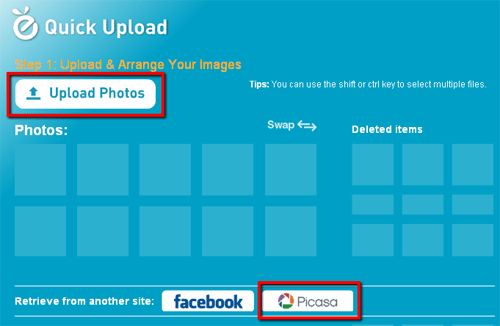 Quick Upload
Step 1: Upload & Arrange Your Images
Upload Photos
Tips: You can use the shift or ctrl key to select multiple files.
Photos:
Swap
Deleted items
Retrieve from another site: facebook Picasa